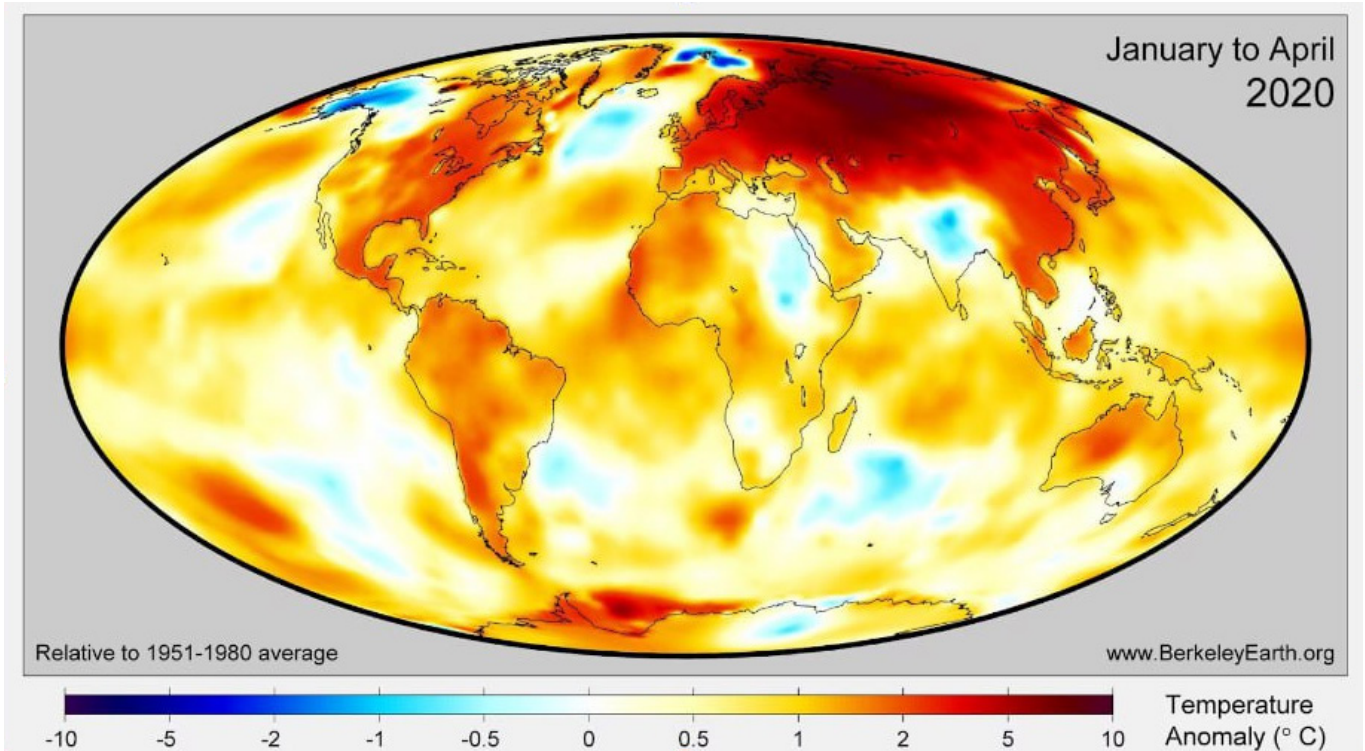 January to April
2020
Relative to 1951-1980 average
www.BerkeleyEarth.org
-10 -5 -2 -1 -0.5 0 0.5 1 2 5 10
Temperature
Anomaly (° C)